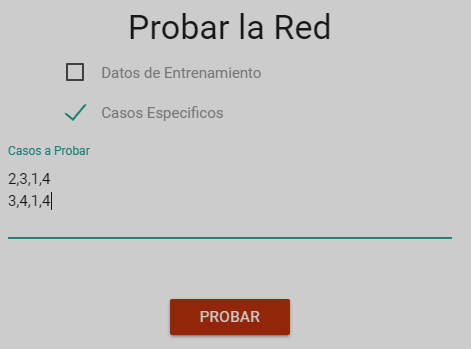 Probar la Red
Datos de Entrenamiento
Casos Especificos
Casos a Probar
2,3,1,4
3,4,1,4
PROBAR